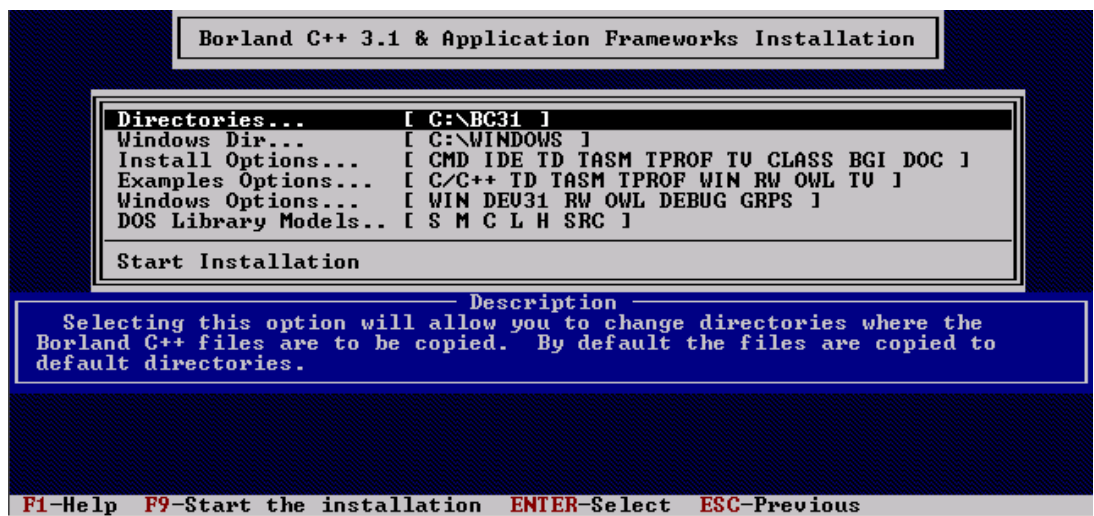 Borland C++ 3.1 & Application Frameworks Installation
Directories... [ C:\BC31 ]
Windows Dir... [ C:\WINDOWS ]
Install Options... [ CMD IDE TD TASM TPROF TV CLASS BGI DOC ]
Examples Options... [ C/C++ TD TASM TPROF WIN RW OWL TV ]
Windows Options... [ WIN DEV31 RW OWL DEBUG GRPS ]
DOS Library Models.. [ S M C L H SRC ]
Start Installation
Description
Selecting this option will allow you to change directories where the
Borland C++ files are to be copied. By default the files are copied to
default directories.
F1-Help F9-Start the installation ENTER-Select ESC-Previous